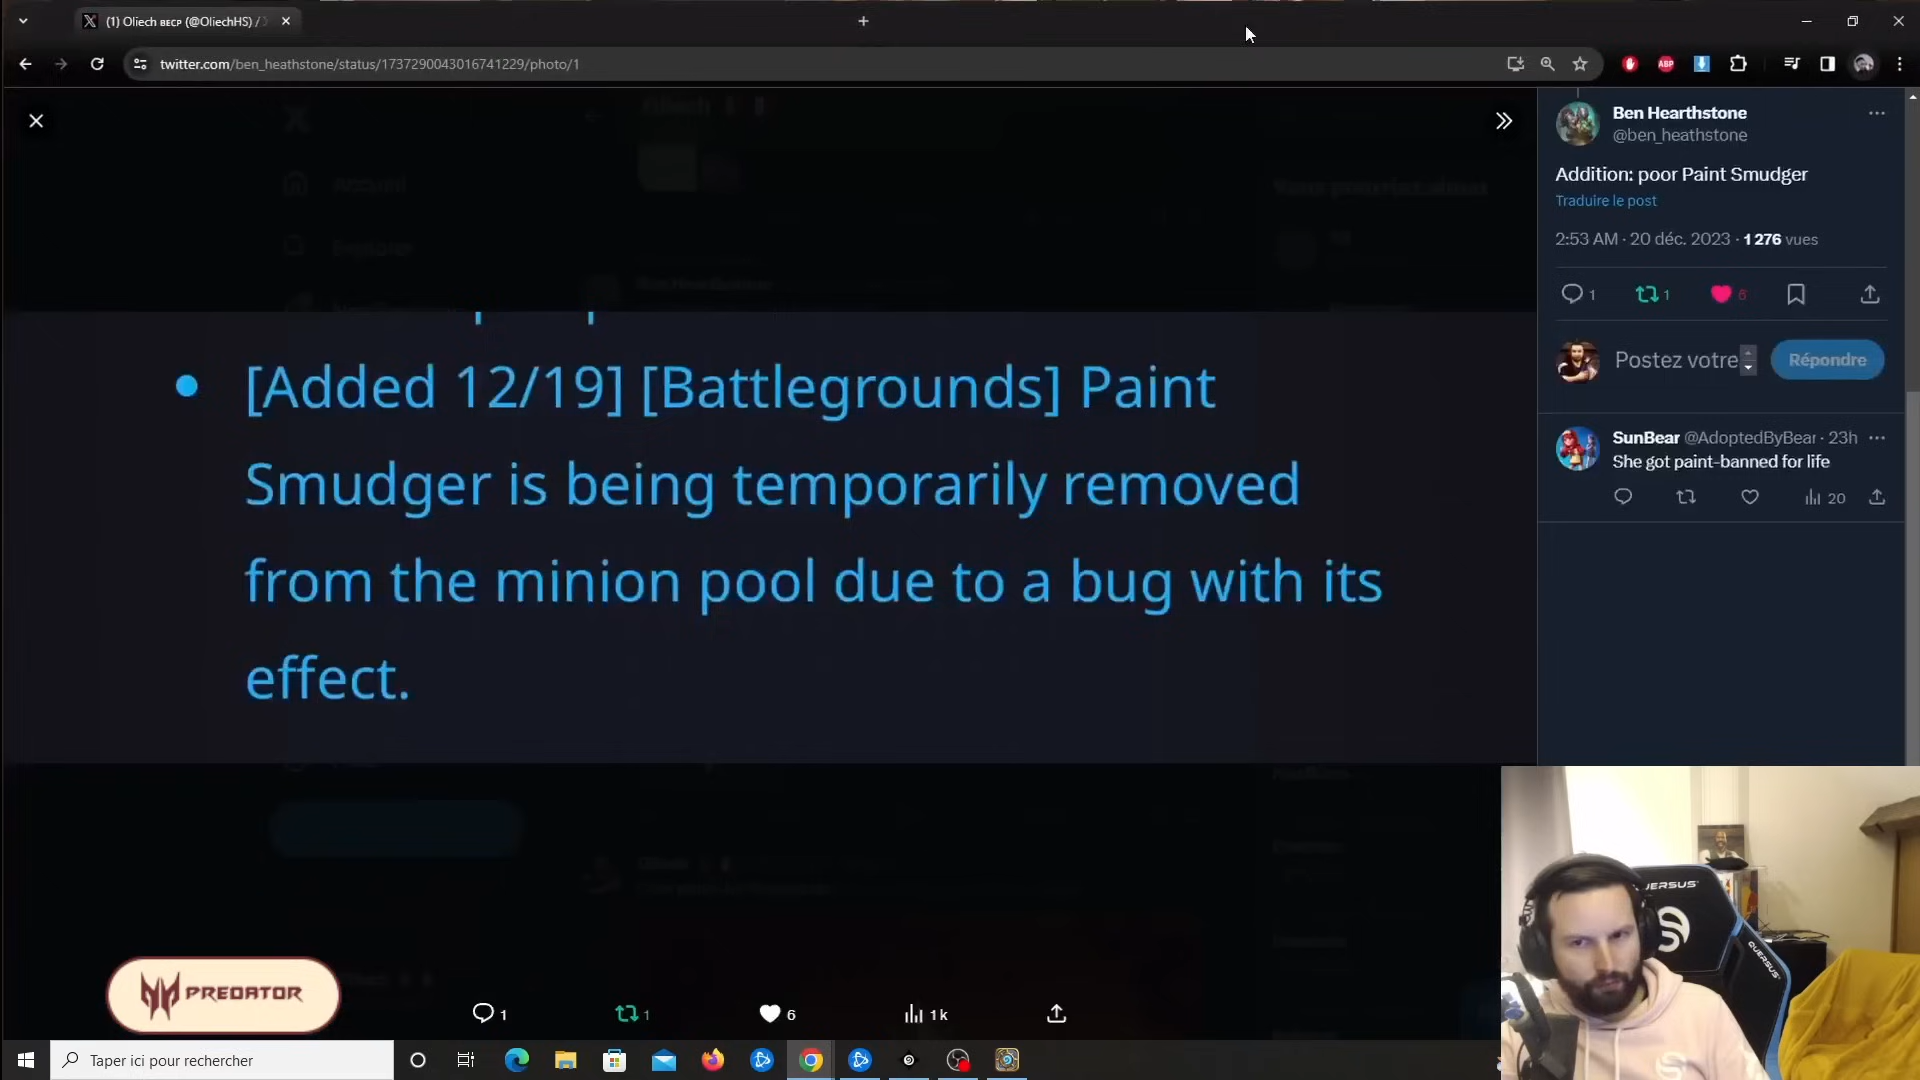 (1) Oliech ʙᴇᴄᴘ (@OliechHS) /
twitter.com/ben_heathstone/status/1737290043016741229/photo/1
ABP
Ben Hearthstone
@ben_heathstone
Addition: poor Paint Smudger
Traduire le post
2:53 AM · 20 déc. 2023 · 1 276 vues
1
1
6
Postez votre
Répondre
SunBear @AdoptedByBear · 23h
She got paint-banned for life
20
[Added 12/19] [Battlegrounds] Paint
Smudger is being temporarily removed
from the minion pool due to a bug with its
effect.
PREDATOR
1
1
6
1k
QUERSUS
Taper ici pour rechercher